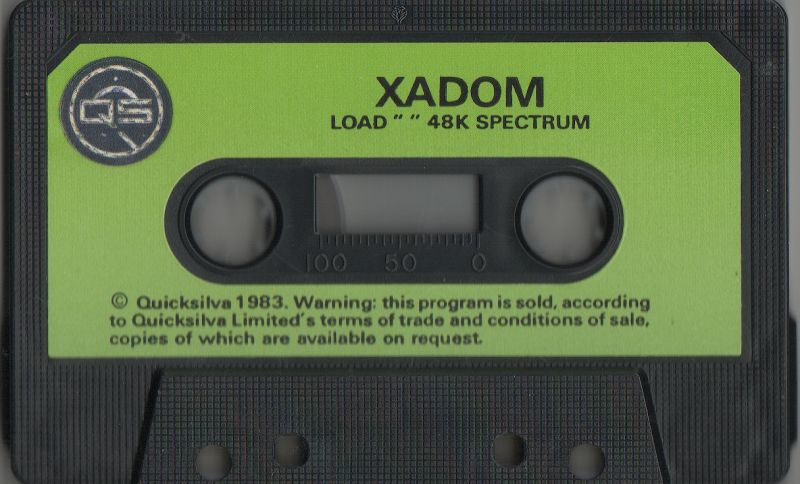 QS
XADOM
LOAD " " 48K SPECTRUM
100 50 0
© Quicksilva 1983. Warning: this program is sold, according
to Quicksilva Limited's terms of trade and conditions of sale,
copies of which are available on request.